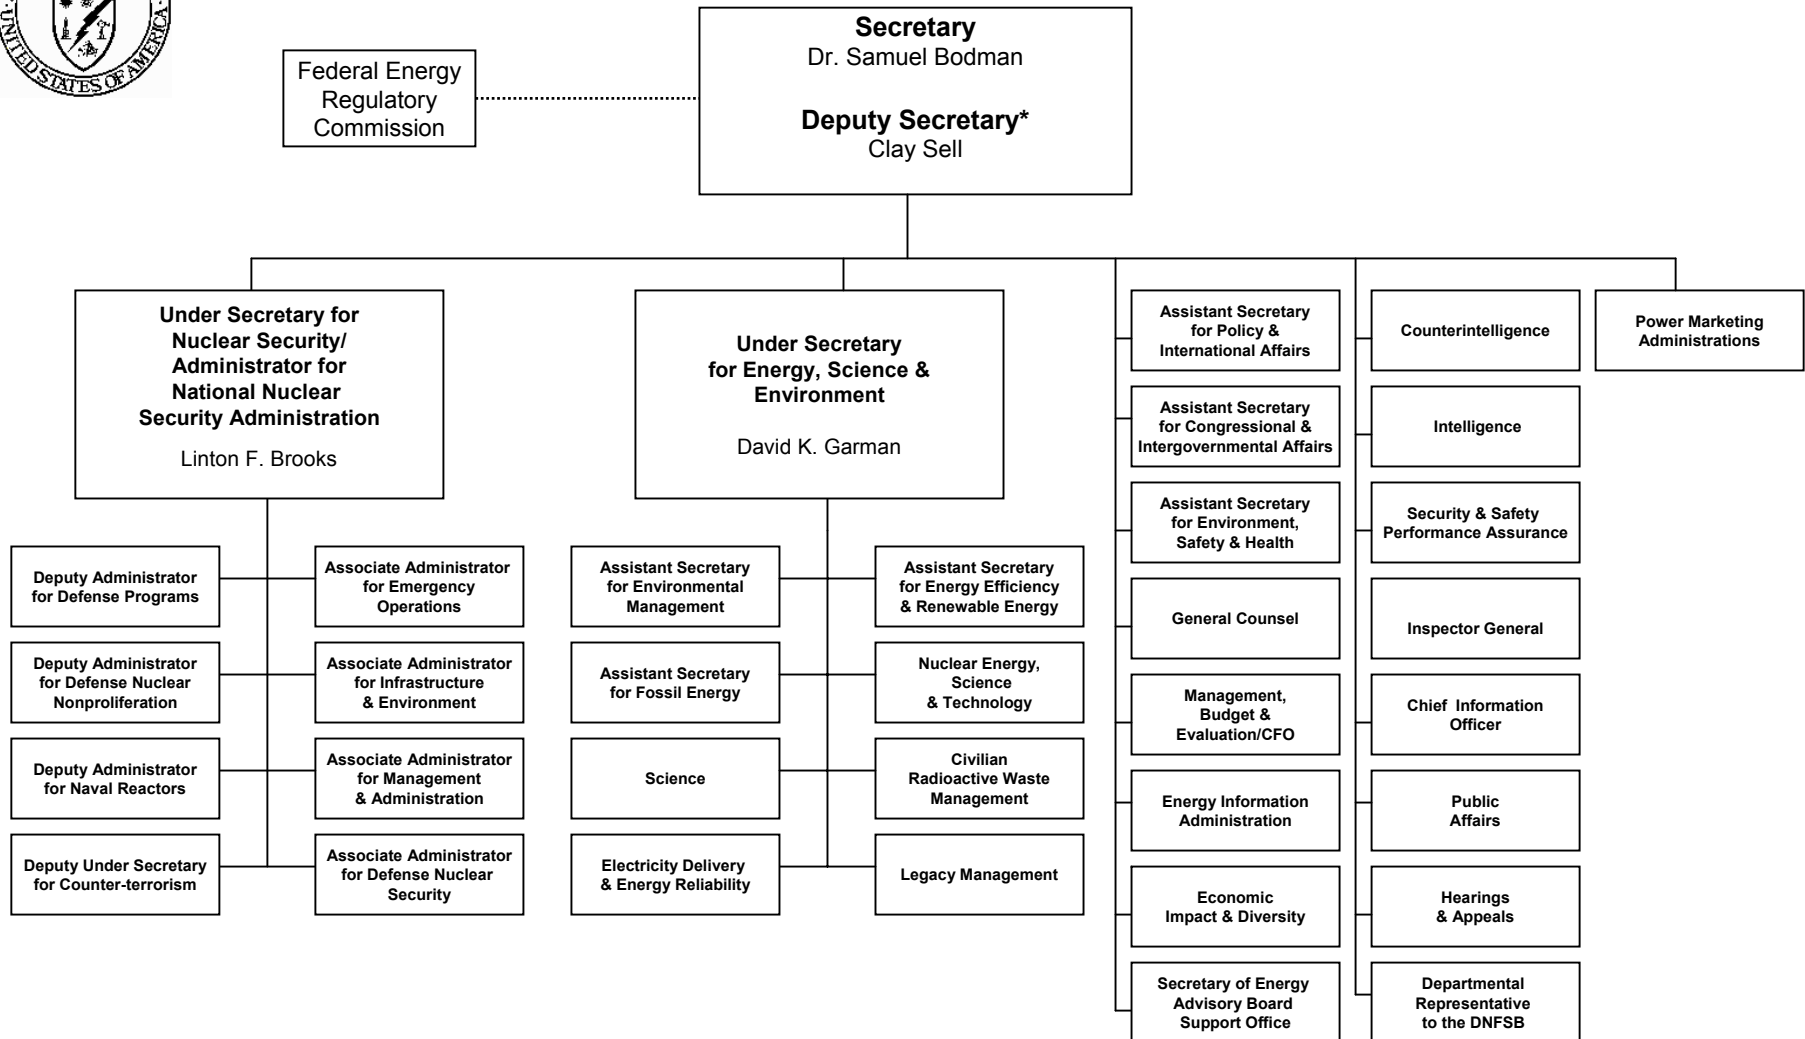 UNITED STATES OF AMERICA
Secretary
Dr. Samuel Bodman
Deputy Secretary*
Clay Sell
Federal Energy
Regulatory
Commission
Under Secretary for
Nuclear Security/
Administrator for
National Nuclear
Security Administration
Linton F. Brooks
Under Secretary
for Energy, Science &
Environment
David K. Garman
Deputy Administrator
for Defense Programs
Associate Administrator
for Emergency
Operations
Deputy Administrator
for Defense Nuclear
Nonproliferation
Associate Administrator
for Infrastructure
& Environment
Deputy Administrator
for Naval Reactors
Associate Administrator
for Management
& Administration
Deputy Under Secretary
for Counter-terrorism
Associate Administrator
for Defense Nuclear
Security
Assistant Secretary
for Environmental
Management
Assistant Secretary
for Energy Efficiency
& Renewable Energy
Assistant Secretary
for Fossil Energy
Nuclear Energy,
Science
& Technology
Science
Civilian
Radioactive Waste
Management
Electricity Delivery
& Energy Reliability
Legacy Management
Assistant Secretary
for Policy &
International Affairs
Assistant Secretary
for Congressional &
Intergovernmental Affairs
Assistant Secretary
for Environment,
Safety & Health
General Counsel
Management,
Budget &
Evaluation/CFO
Energy Information
Administration
Economic
Impact & Diversity
Secretary of Energy
Advisory Board
Support Office
Counterintelligence
Intelligence
Security & Safety
Performance Assurance
Inspector General
Chief Information
Officer
Public
Affairs
Hearings
& Appeals
Departmental
Representative
to the DNFSB
Power Marketing
Administrations